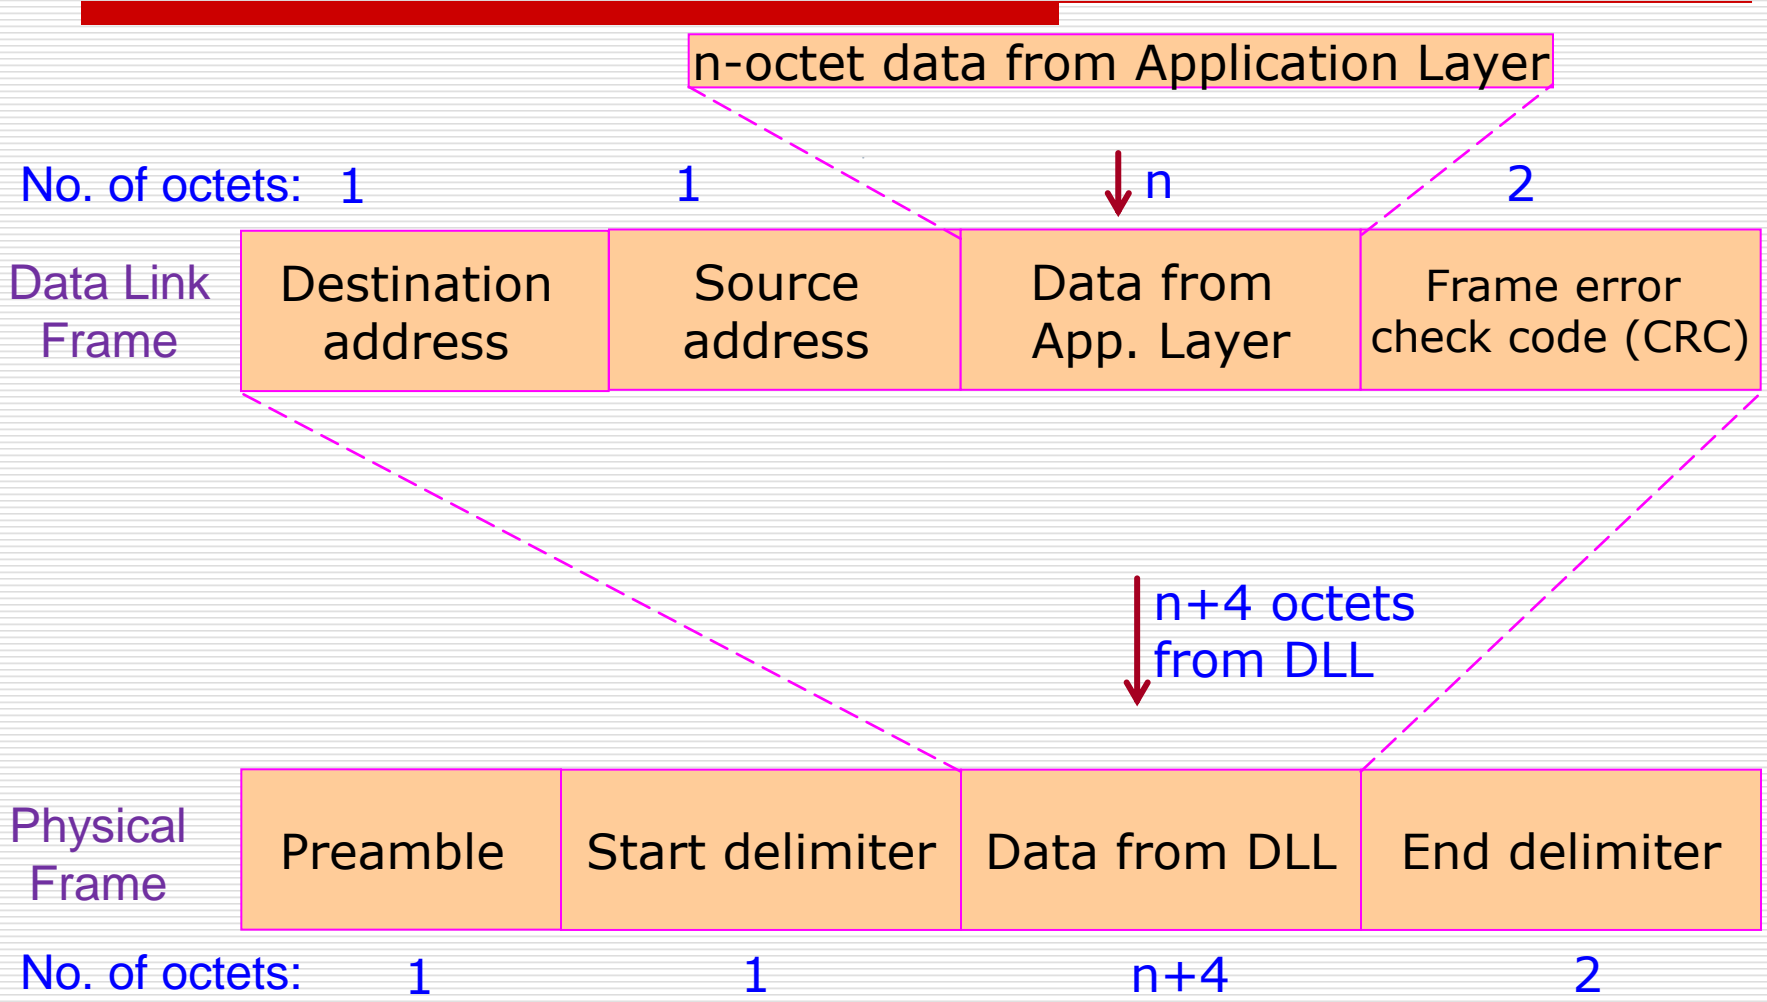 n-octet data from Application Layer
No. of octets: 1 1 n 2
Data Link
Frame
Destination
address
Source
address
Data from
App. Layer
Frame error
check code (CRC)
n+4 octets
from DLL
Physical
Frame
Preamble
Start delimiter
Data from DLL
End delimiter
No. of octets: 1 1 n+4 2